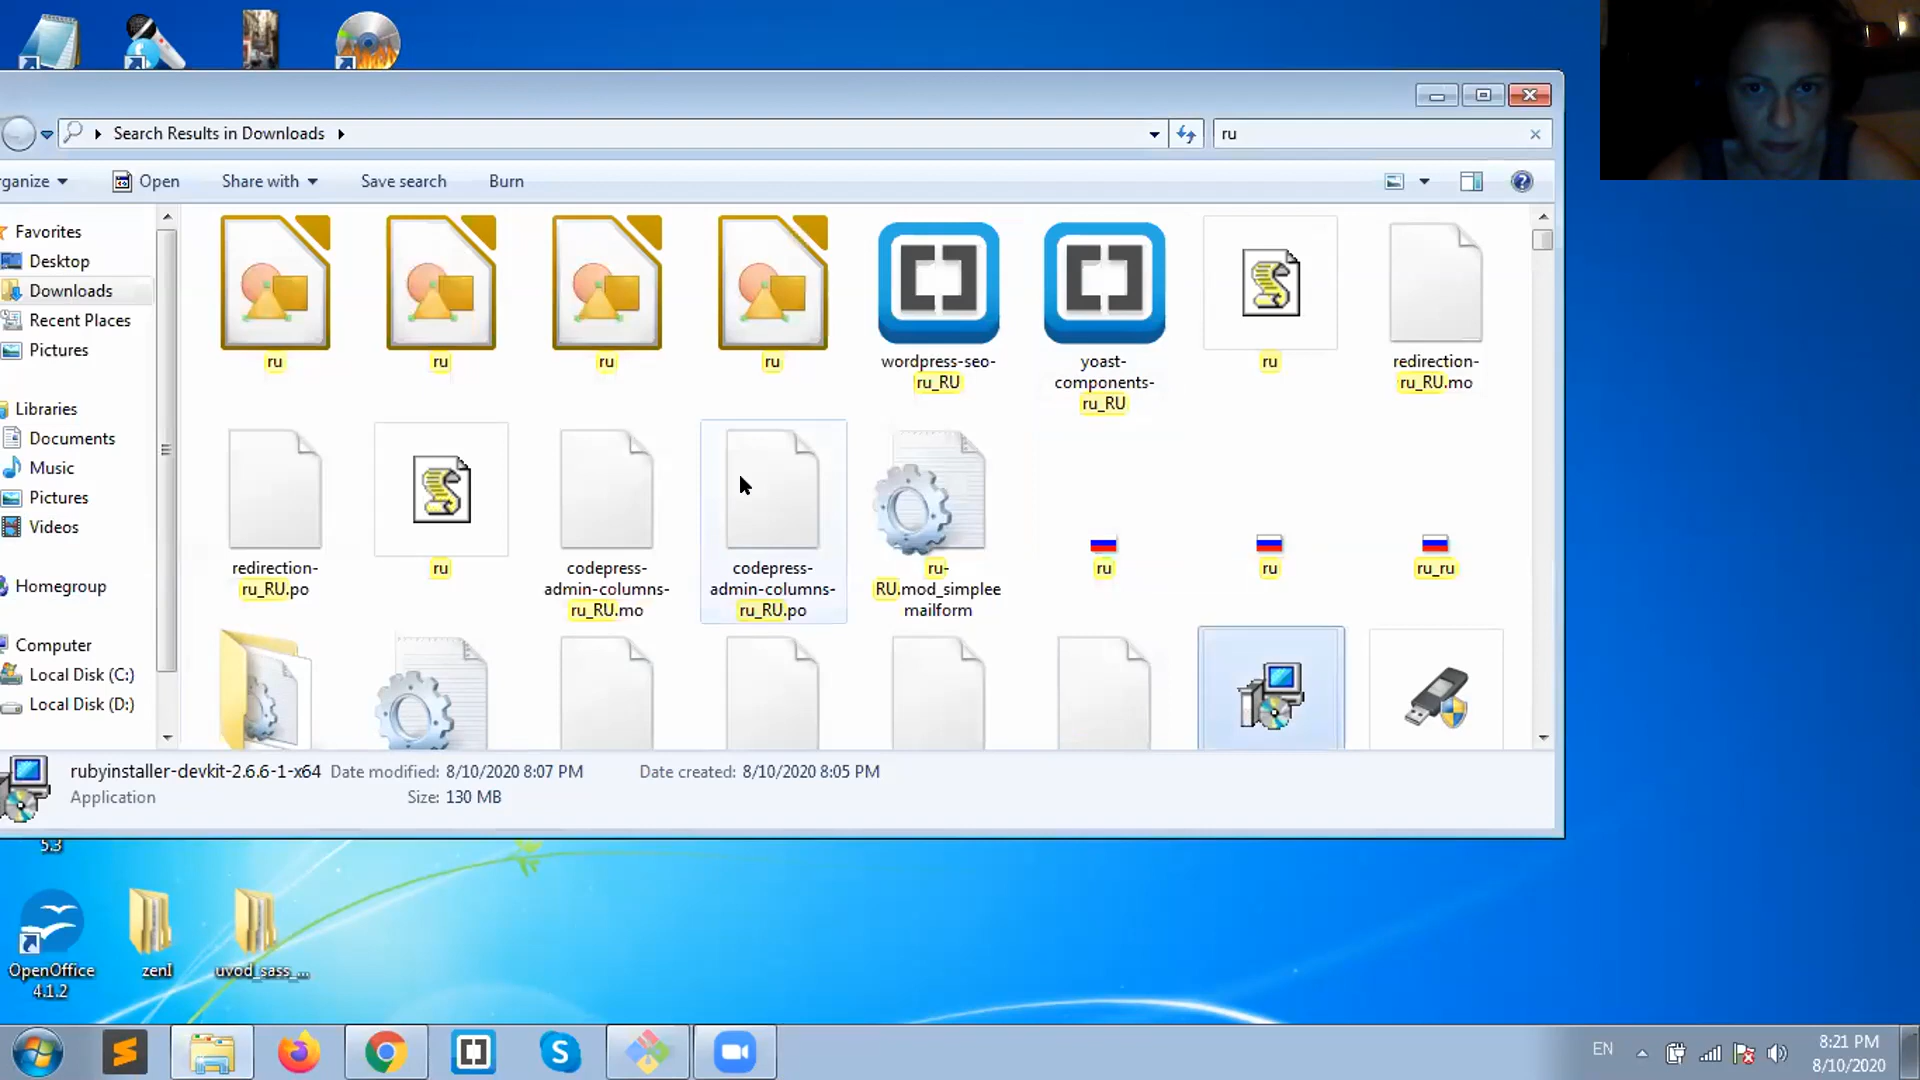 Search Results in Downloads
ru
rganize
Open
Share with
Save search
Burn
Favorites
Desktop
Downloads
Recent Places
Pictures
Libraries
Documents
Music
Pictures
Videos
Homegroup
Computer
Local Disk (C:)
Local Disk (D:)
ru
ru
ru
ru
wordpress-seo-
ru_RU
yoast-
components-
ru_RU
ru
redirection-
ru_RU.mo
redirection-
ru_RU.po
ru
codepress-
admin-columns-
ru_RU.mo
codepress-
admin-columns-
ru_RU.po
ru-
RU.mod_simplee
mailform
ru
ru
ru_ru
rubyinstaller-devkit-2.6.6-1-x64
Date modified: 8/10/2020 8:07 PM
Date created: 8/10/2020 8:05 PM
Application
Size: 130 MB
5.3
OpenOffice
4.1.2
zenI
uvod_sass_...
EN
8:21 PM
8/10/2020